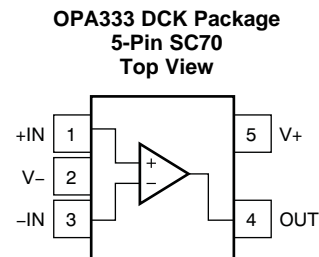 OPA333 DCK Package
5-Pin SC70
Top View
+IN 1
5 V+
+
V− 2
−
−IN 3
4 OUT